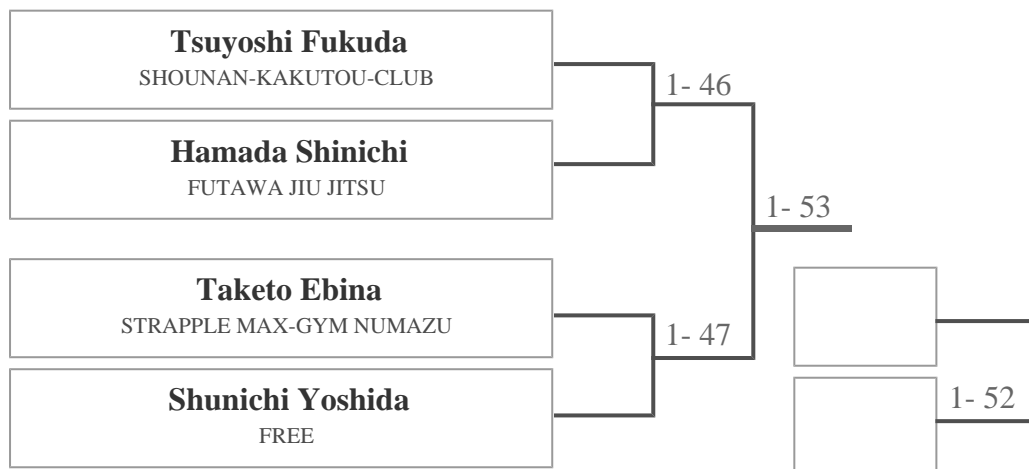 Tsuyoshi Fukuda
SHOUNAN-KAKUTOU-CLUB
1- 46
Hamada Shinichi
FUTAWA JIU JITSU
1- 53
Taketo Ebina
STRAPPLE MAX-GYM NUMAZU
1- 47
Shunichi Yoshida
FREE
1- 52